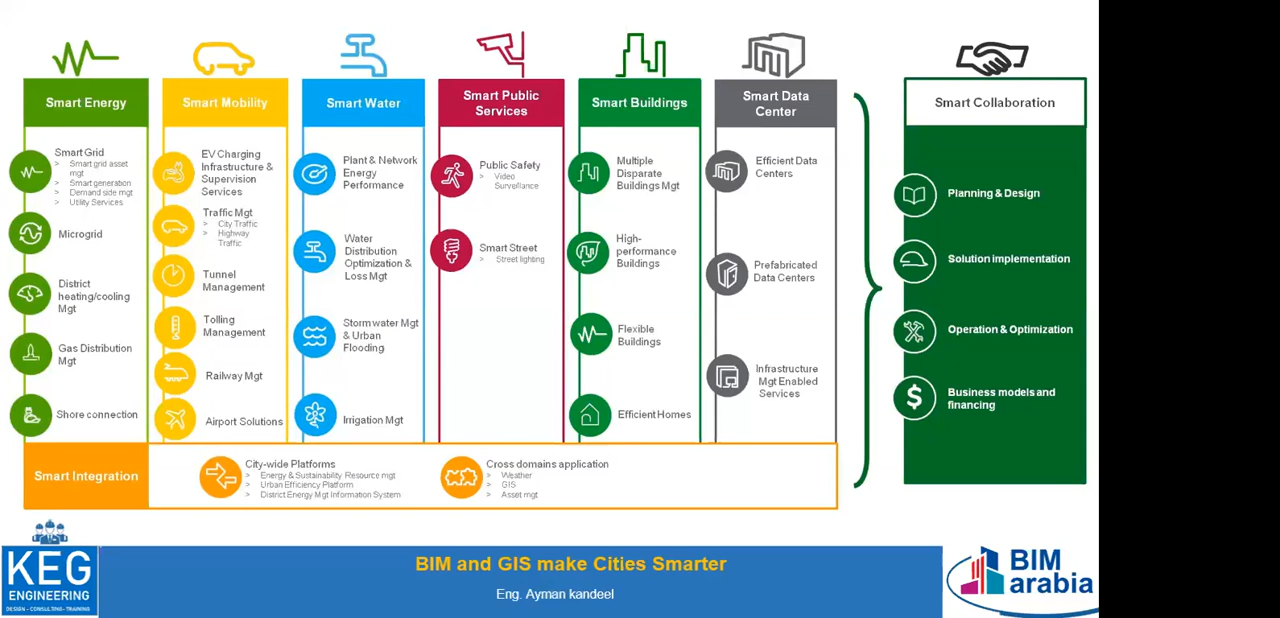 Smart Energy
Smart Grid
> Smart grid asset
mgt
> Smart generation
> Demand side mgt
> Utility Services
Microgrid
District
heating/cooling
Mgt
Gas Distribution
Mgt
Shore connection
Smart Mobility
EV Charging
Infrastructure &
Supervision
Services
Traffic Mgt
> City Traffic
> Highway
Traffic
Tunnel
Management
Tolling
Management
Railway Mgt
Airport Solutions
Smart Water
Plant & Network
Energy
Performance
Water
Distribution
Optimization &
Loss Mgt
Stormwater Mgt
& Urban
Flooding
Irrigation Mgt
Smart Public
Services
Public Safety
> Video
Surveillance
Smart Street
> Street lighting
Smart Buildings
Multiple
Disparate
Buildings Mgt
High-
performance
Buildings
Flexible
Buildings
Efficient Homes
Smart Data
Center
Efficient Data
Centers
Prefabricated
Data Centers
Infrastructure
Mgt Enabled
Services
Smart Collaboration
Planning & Design
Solution implementation
Operation & Optimization
$
Business models and
financing
Smart Integration
City-wide Platforms
> Energy & Sustainability Resource mgt
> Urban Efficiency Platform
> District Energy Mgt Information System
Cross domains application
> Weather
> GIS
> Asset mgt
KEG
ENGINEERING
DESIGN - CONSULTING- TRAINING
BIM and GIS make Cities Smarter
Eng. Ayman kandeel
BIM
arabia